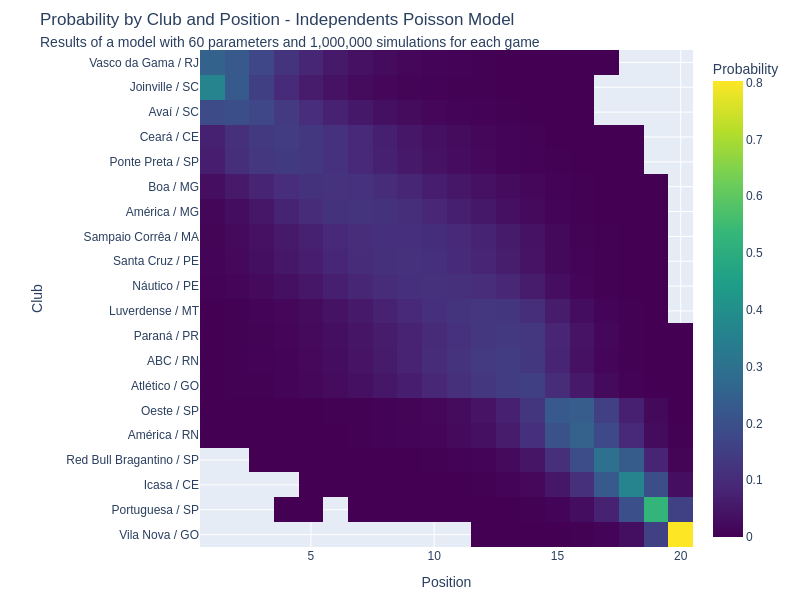 Probability by Club and Position - Independents Poisson Model
Results of a model with 60 parameters and 1,000,000 simulations for each game
Probability
Club
Vasco da Gama / RJ
Joinville / SC
Avaí / SC
Ceará / CE
Ponte Preta / SP
Boa / MG
América / MG
Sampaio Corrêa / MA
Santa Cruz / PE
Náutico / PE
Luverdense / MT
Paraná / PR
ABC / RN
Atlético / GO
Oeste / SP
América / RN
Red Bull Bragantino / SP
Icasa / CE
Portuguesa / SP
Vila Nova / GO
0.8
0.7
0.6
0.5
0.4
0.3
0.2
0.1
0
5 10 15 20
Position